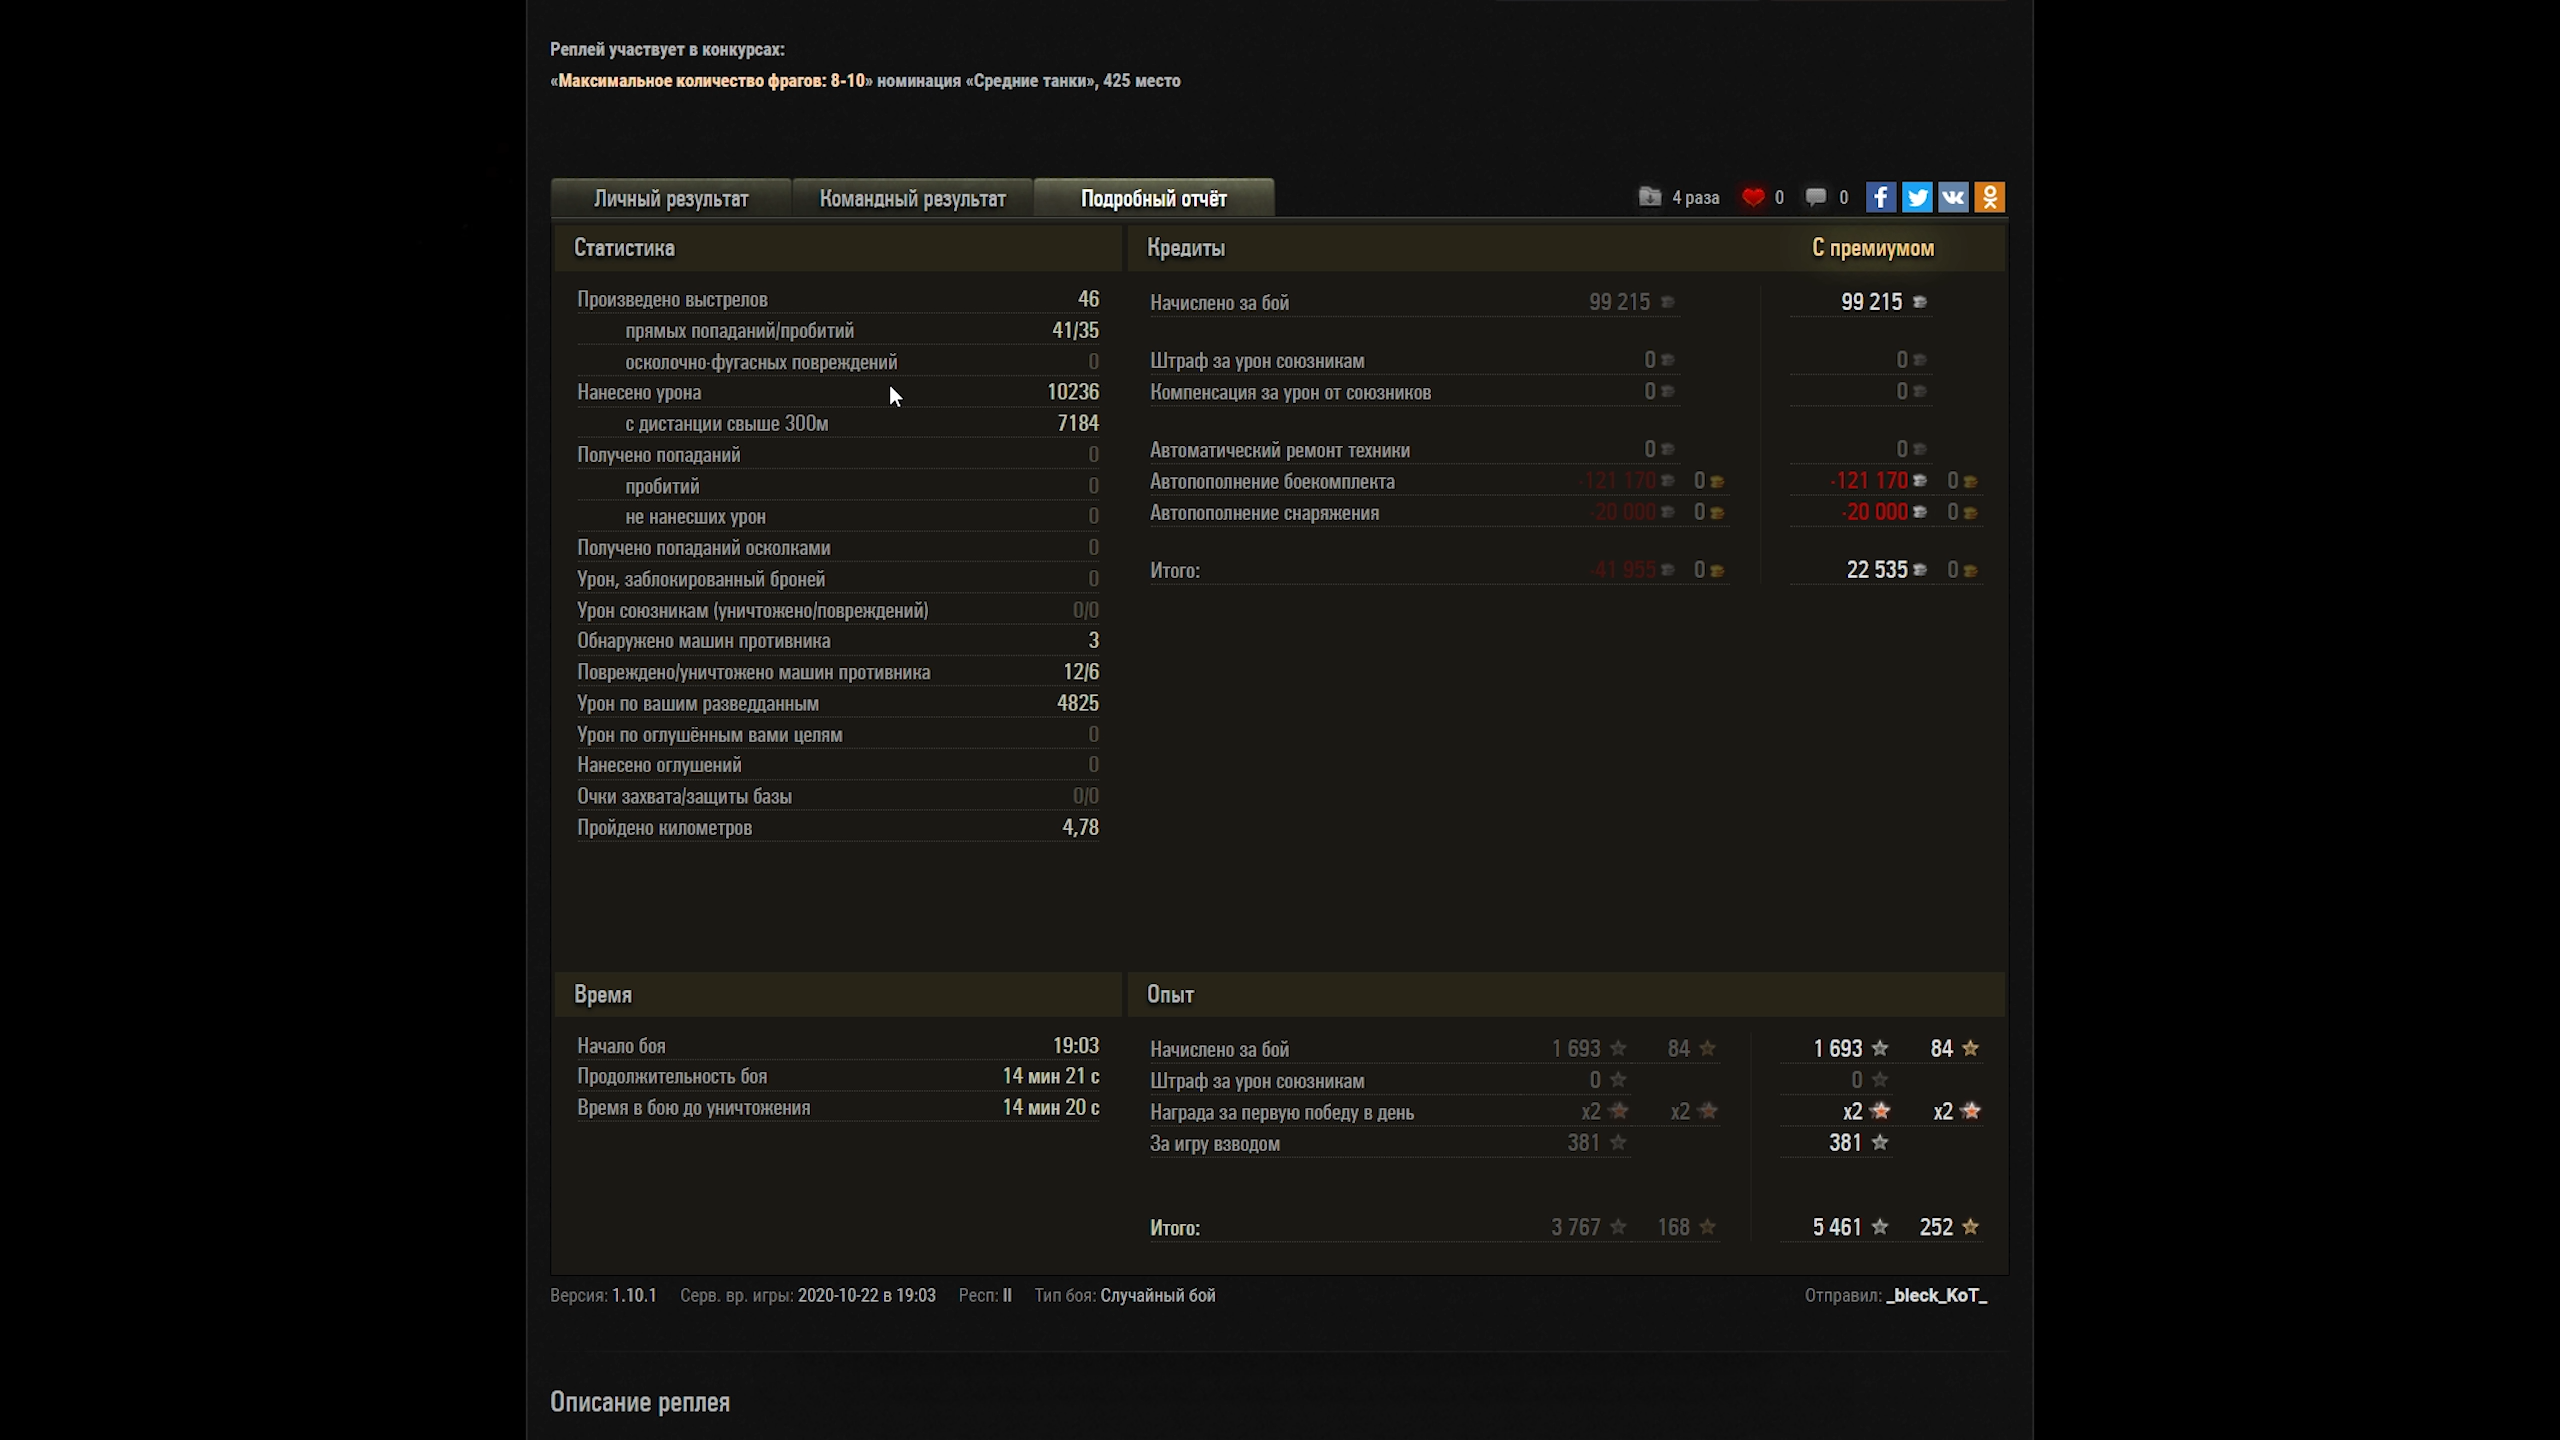 Реплей участвует в конкурсах:
«Максимальное количество фрагов: 8-10» номинация «Средние танки», 425 место
Личный результат Командный результат Подробный отчёт 4 раза 0 0
Статистика
Произведено выстрелов 46
прямых попаданий/пробитий 41/35
осколочно-фугасных повреждений 0
Нанесено урона 10236
с дистанции свыше 300м 7184
Получено попаданий 0
пробитий 0
не нанесших урон 0
Получено попаданий осколками 0
Урон, заблокированный броней 0
Урон союзникам (уничтожено/повреждений) 0/0
Обнаружено машин противника 3
Повреждено/уничтожено машин противника 12/6
Урон по вашим разведданным 4825
Урон по оглушённым вами целям 0
Нанесено оглушений 0
Очки захвата/защиты базы 0/0
Пройдено километров 4,78
Кредиты С премиумом
Начислено за бой 99 215 99 215
Штраф за урон союзникам 0 0
Компенсация за урон от союзников 0 0
Автоматический ремонт техники 0 0
Автопополнение боекомплекта -121 170 0 -121 170 0
Автопополнение снаряжения -20 000 0 -20 000 0
Итого: -41 955 0 22 535 0
Время
Начало боя 19:03
Продолжительность боя 14 мин 21 с
Время в бою до уничтожения 14 мин 20 с
Опыт
Начислено за бой 1 693 84 1 693 84
Штраф за урон союзникам 0 0
Награда за первую победу в день x2 x2 x2 x2
За игру взводом 381 381
Итого: 3 767 168 5 461 252
Версия: 1.10.1 Серв. вр. игры: 2020-10-22 в 19:03 Респ: II Тип боя: Случайный бой Отправил: _bleck_KoT_
Описание реплея